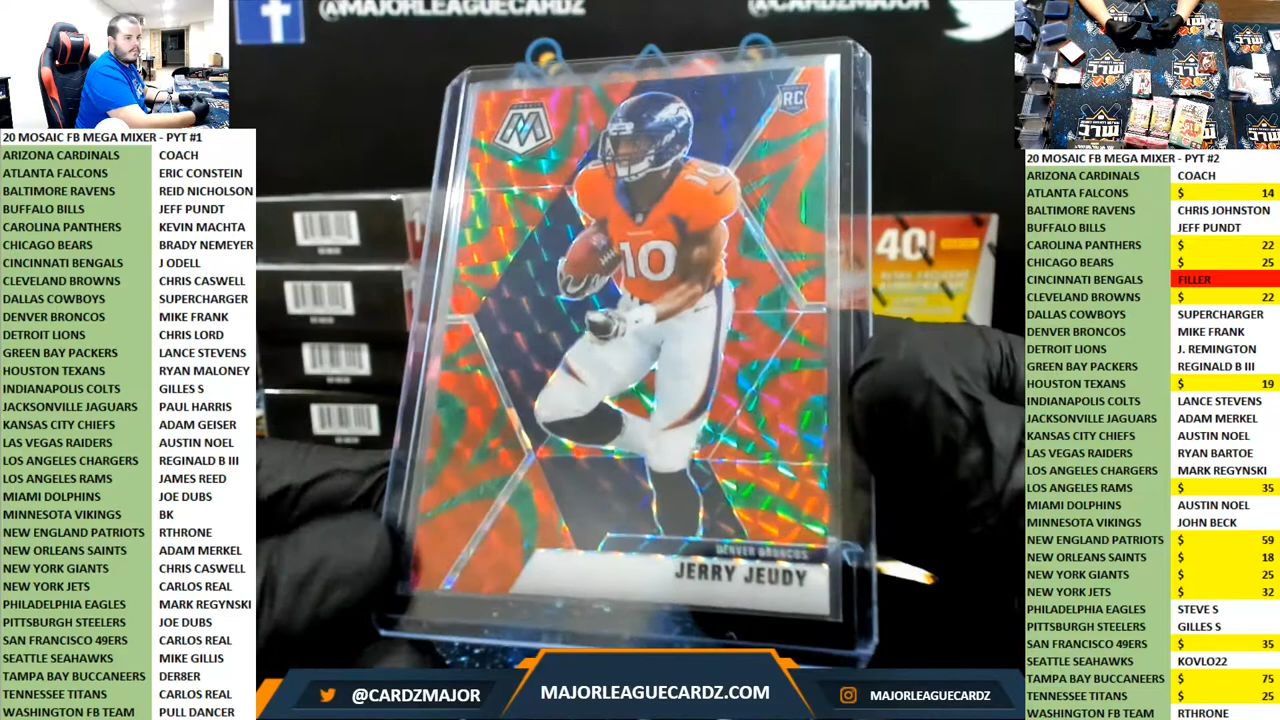 @MAJORLEAGUECARDZ
@CARDZMAJOR
20 MOSAIC FB MEGA MIXER - PYT #1
ARIZONA CARDINALS COACH
ATLANTA FALCONS ERIC CONSTEIN
BALTIMORE RAVENS REID NICHOLSON
BUFFALO BILLS JEFF PUNDT
CAROLINA PANTHERS KEVIN MACHTA
CHICAGO BEARS BRADY NEMEYER
CINCINNATI BENGALS J ODELL
CLEVELAND BROWNS CHRIS CASWELL
DALLAS COWBOYS SUPERCHARGER
DENVER BRONCOS MIKE FRANK
DETROIT LIONS CHRIS LORD
GREEN BAY PACKERS LANCE STEVENS
HOUSTON TEXANS RYAN MALONEY
INDIANAPOLIS COLTS GILLES S
JACKSONVILLE JAGUARS PAUL HARRIS
KANSAS CITY CHIEFS ADAM GEISER
LAS VEGAS RAIDERS AUSTIN NOEL
LOS ANGELES CHARGERS REGINALD B III
LOS ANGELES RAMS JAMES REED
MIAMI DOLPHINS JOE DUBS
MINNESOTA VIKINGS BK
NEW ENGLAND PATRIOTS RTHRONE
NEW ORLEANS SAINTS ADAM MERKEL
NEW YORK GIANTS CHRIS CASWELL
NEW YORK JETS CARLOS REAL
PHILADELPHIA EAGLES MARK REGYNSKI
PITTSBURGH STEELERS JOE DUBS
SAN FRANCISCO 49ERS CARLOS REAL
SEATTLE SEAHAWKS MIKE GILLIS
TAMPA BAY BUCCANEERS DER8ER
TENNESSEE TITANS CARLOS REAL
WASHINGTON FB TEAM PULL DANCER
MOSAIC
M
RC
10
10
DENVER BRONCOS
JERRY JEUDY
40
@CARDZMAJOR
MAJORLEAGUECARDZ.COM
MAJORLEAGUECARDZ
20 MOSAIC FB MEGA MIXER - PYT #2
ARIZONA CARDINALS COACH
ATLANTA FALCONS $ 14
BALTIMORE RAVENS CHRIS JOHNSTON
BUFFALO BILLS JEFF PUNDT
CAROLINA PANTHERS $ 22
CHICAGO BEARS $ 25
CINCINNATI BENGALS FILLER
CLEVELAND BROWNS $ 22
DALLAS COWBOYS SUPERCHARGER
DENVER BRONCOS MIKE FRANK
DETROIT LIONS J. REMINGTON
GREEN BAY PACKERS REGINALD B III
HOUSTON TEXANS $ 19
INDIANAPOLIS COLTS LANCE STEVENS
JACKSONVILLE JAGUARS ADAM MERKEL
KANSAS CITY CHIEFS AUSTIN NOEL
LAS VEGAS RAIDERS RYAN BARTOE
LOS ANGELES CHARGERS MARK REGYNSKI
LOS ANGELES RAMS $ 35
MIAMI DOLPHINS AUSTIN NOEL
MINNESOTA VIKINGS JOHN BECK
NEW ENGLAND PATRIOTS $ 59
NEW ORLEANS SAINTS $ 18
NEW YORK GIANTS $ 25
NEW YORK JETS $ 32
PHILADELPHIA EAGLES STEVE S
PITTSBURGH STEELERS GILLES S
SAN FRANCISCO 49ERS $ 35
SEATTLE SEAHAWKS KOVLO22
TAMPA BAY BUCCANEERS $ 75
TENNESSEE TITANS $ 25
WASHINGTON FB TEAM RTHRONE